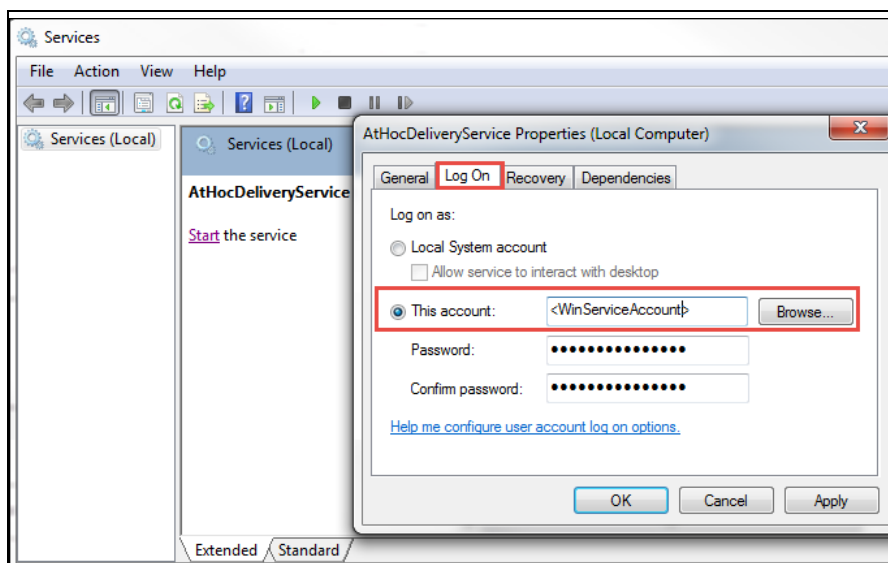 Services
File Action View Help
Services (Local)
Services (Local)
AtHocDeliveryService
Start the service
Extended Standard
AtHocDeliveryService Properties (Local Computer)
General Log On Recovery Dependencies
Log on as:
Local System account
Allow service to interact with desktop
This account: <WinServiceAccount> Browse...
Password: ●●●●●●●●●●●●●●●
Confirm password: ●●●●●●●●●●●●●●●
Help me configure user account log on options.
OK Cancel Apply